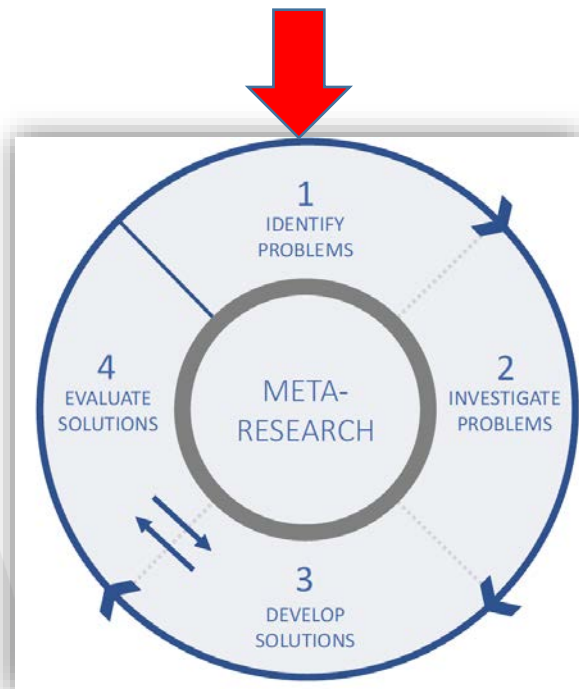 1
IDENTIFY
PROBLEMS
2
INVESTIGATE
PROBLEMS
3
DEVELOP
SOLUTIONS
4
EVALUATE
SOLUTIONS
META-
RESEARCH